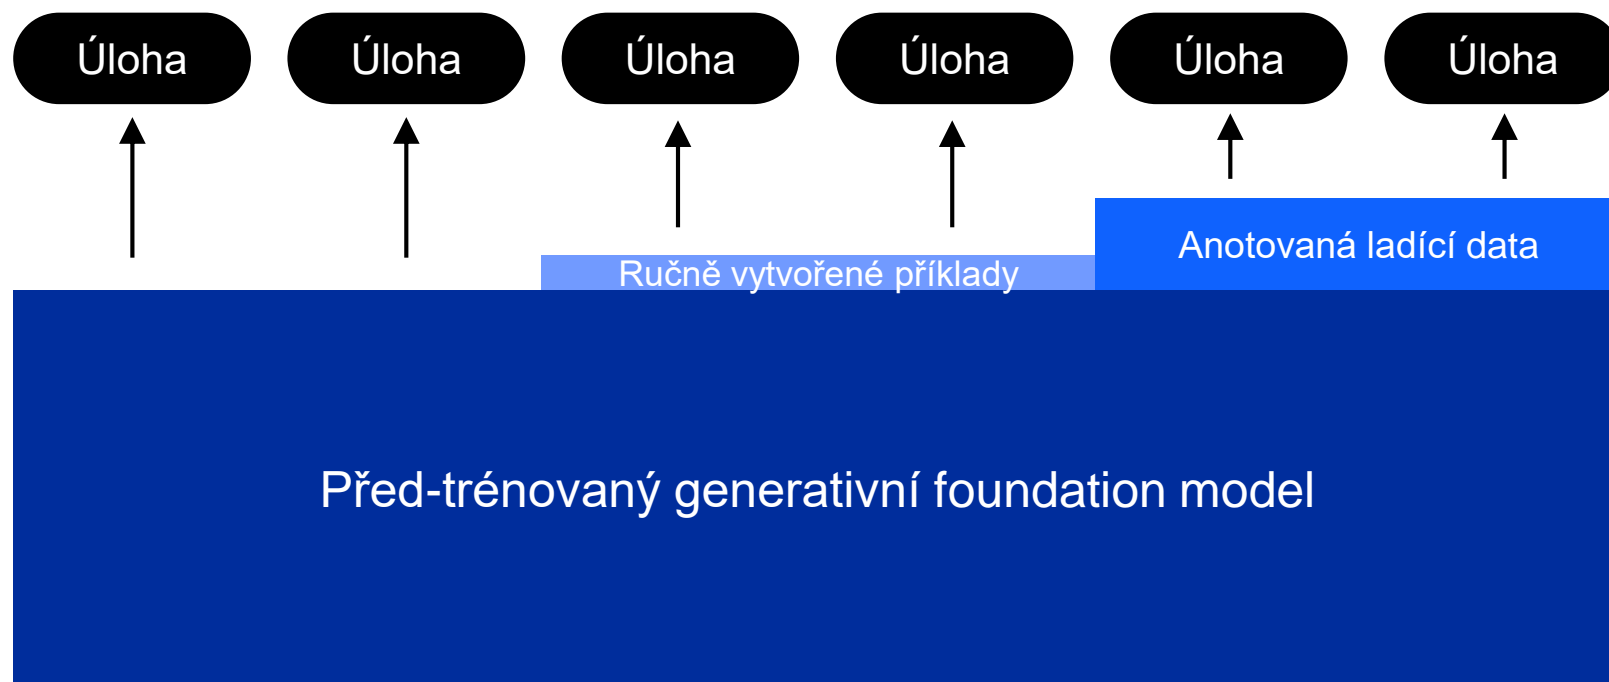 Úloha
Úloha
Úloha
Úloha
Úloha
Úloha
Anotovaná ladící data
Ručně vytvořené příklady
Před-trénovaný generativní foundation model